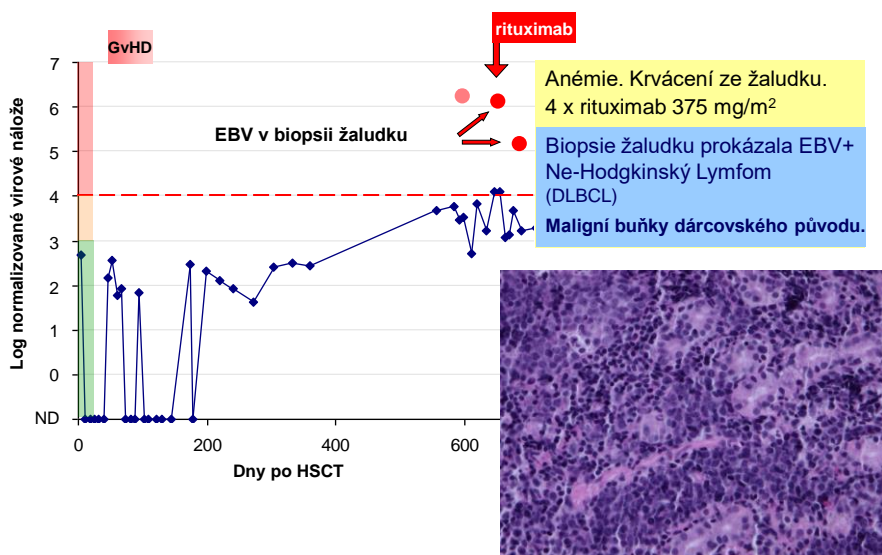 rituximab
GvHD
7
6
5
4
3
2
1
0
ND
Log normalizované virové nálože
EBV v biopsii žaludku
Anémie. Krvácení ze žaludku.
4 x rituximab 375 mg/m²
Biopsie žaludku prokázala EBV+
Ne-Hodgkinský Lymfom
(DLBCL)
Maligní buňky dárcovského původu.
0 200 400 600
Dny po HSCT